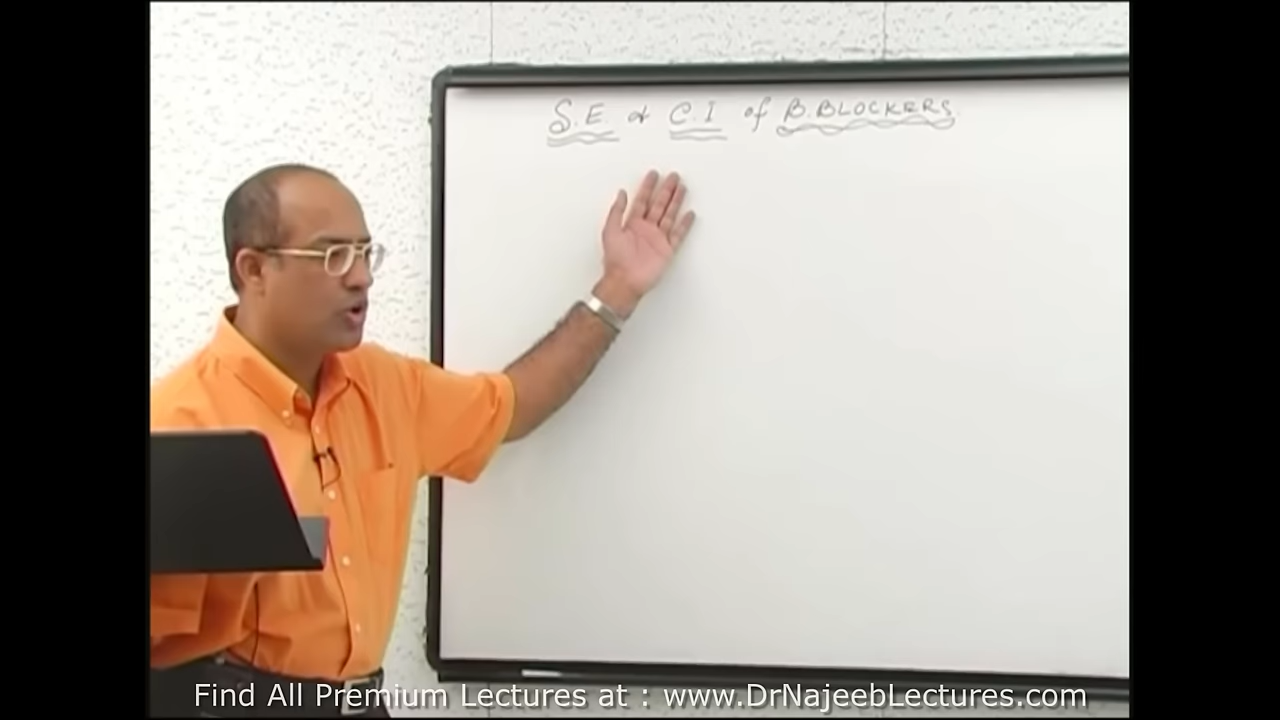 S.E & C.I of B.BLOCKERS
Find All Premium Lectures at : www.DrNajeebLectures.com